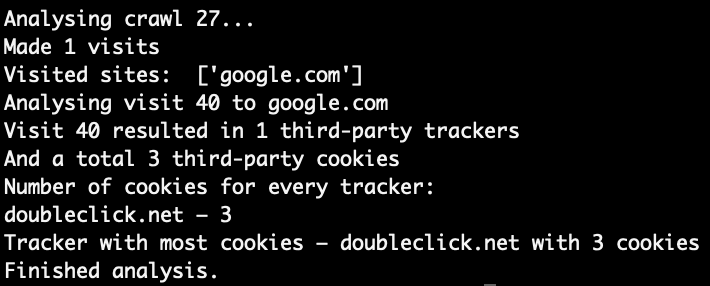 Analysing crawl 27...
Made 1 visits
Visited sites:  ['google.com']
Analysing visit 40 to google.com
Visit 40 resulted in 1 third-party trackers
And a total 3 third-party cookies
Number of cookies for every tracker:
doubleclick.net – 3
Tracker with most cookies – doubleclick.net with 3 cookies
Finished analysis.